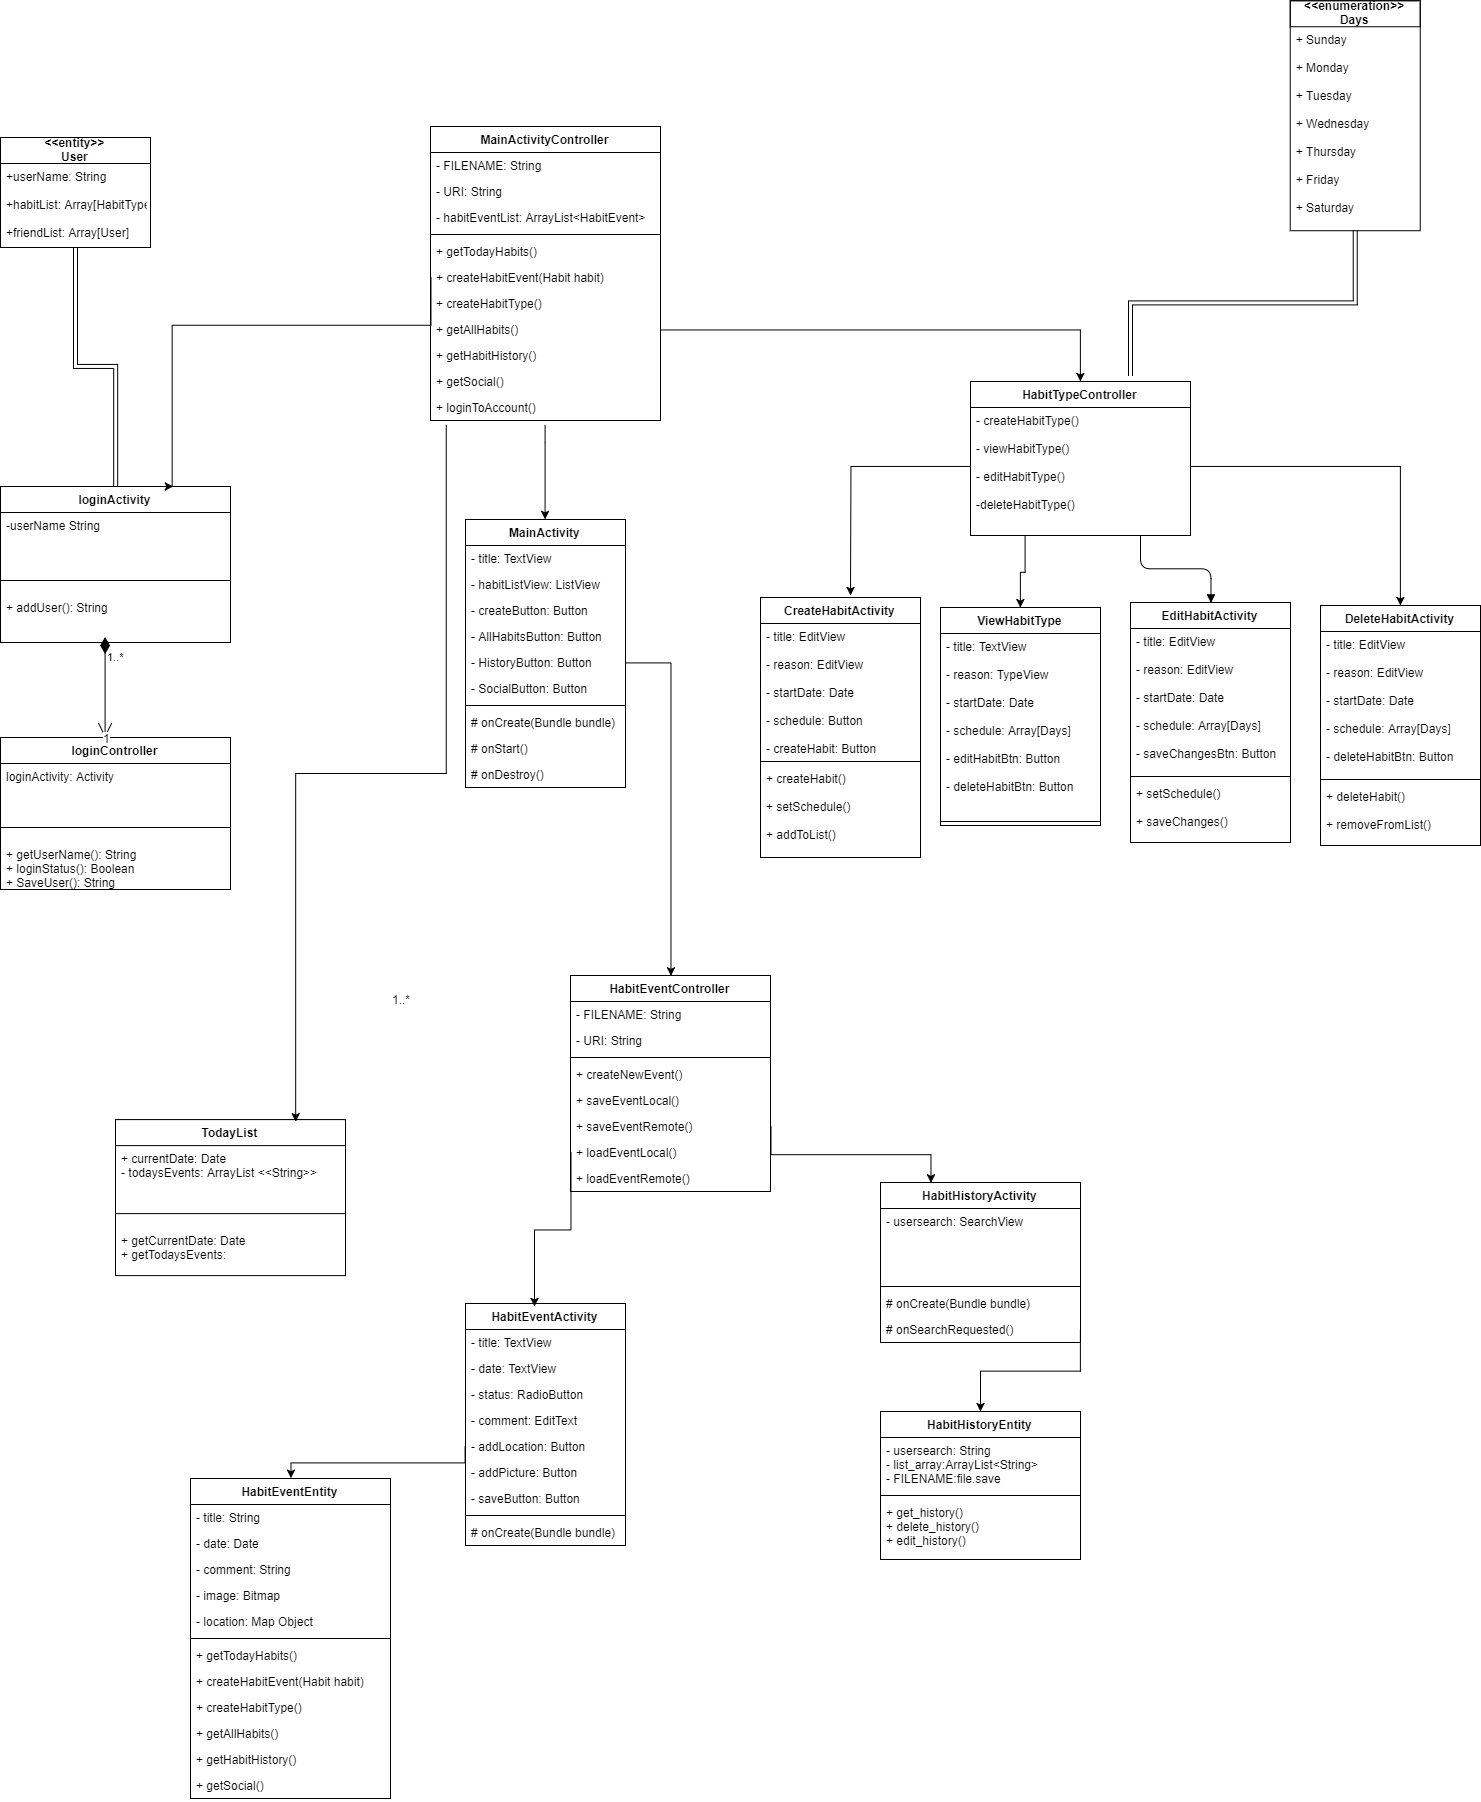 <<enumeration>>
Days
+ Sunday
+ Monday
+ Tuesday
+ Wednesday
+ Thursday
+ Friday
+ Saturday
<<entity>>
User
+userName: String
+habitList: Array[HabitType
+friendList: Array[User]
MainActivityController
- FILENAME: String
- URI: String
- habitEventList: ArrayList<HabitEvent>
+ getTodayHabits()
+ createHabitEvent(Habit habit)
+ createHabitType()
+ getAllHabits()
+ getHabitHistory()
+ getSocial()
+ loginToAccount()
HabitTypeController
- createHabitType()
- viewHabitType()
- editHabitType()
-deleteHabitType()
loginActivity
-userName String
+ addUser(): String
1..*
1
loginController
loginActivity: Activity
+ getUserName(): String
+ loginStatus(): Boolean
+ SaveUser(): String
MainActivity
- title: TextView
- habitListView: ListView
- createButton: Button
- AllHabitsButton: Button
- HistoryButton: Button
- SocialButton: Button
# onCreate(Bundle bundle)
# onStart()
# onDestroy()
CreateHabitActivity
- title: EditView
- reason: EditView
- startDate: Date
- schedule: Button
- createHabit: Button
+ createHabit()
+ setSchedule()
+ addToList()
ViewHabitType
- title: TextView
- reason: TypeView
- startDate: Date
- schedule: Array[Days]
- editHabitBtn: Button
- deleteHabitBtn: Button
EditHabitActivity
- title: EditView
- reason: EditView
- startDate: Date
- schedule: Array[Days]
- saveChangesBtn: Button
+ setSchedule()
+ saveChanges()
DeleteHabitActivity
- title: EditView
- reason: EditView
- startDate: Date
- schedule: Array[Days]
- deleteHabitBtn: Button
+ deleteHabit()
+ removeFromList()
1..*
HabitEventController
- FILENAME: String
- URI: String
+ createNewEvent()
+ saveEventLocal()
+ saveEventRemote()
+ loadEventLocal()
+ loadEventRemote()
TodayList
+ currentDate: Date
- todaysEvents: ArrayList <<String>>
+ getCurrentDate: Date
+ getTodaysEvents:
HabitHistoryActivity
- usersearch: SearchView
# onCreate(Bundle bundle)
# onSearchRequested()
HabitEventActivity
- title: TextView
- date: TextView
- status: RadioButton
- comment: EditText
- addLocation: Button
- addPicture: Button
- saveButton: Button
# onCreate(Bundle bundle)
HabitHistoryEntity
- usersearch: String
- list_array:ArrayList<String>
- FILENAME:file.save
+ get_history()
+ delete_history()
+ edit_history()
HabitEventEntity
- title: String
- date: Date
- comment: String
- image: Bitmap
- location: Map Object
+ getTodayHabits()
+ createHabitEvent(Habit habit)
+ createHabitType()
+ getAllHabits()
+ getHabitHistory()
+ getSocial()